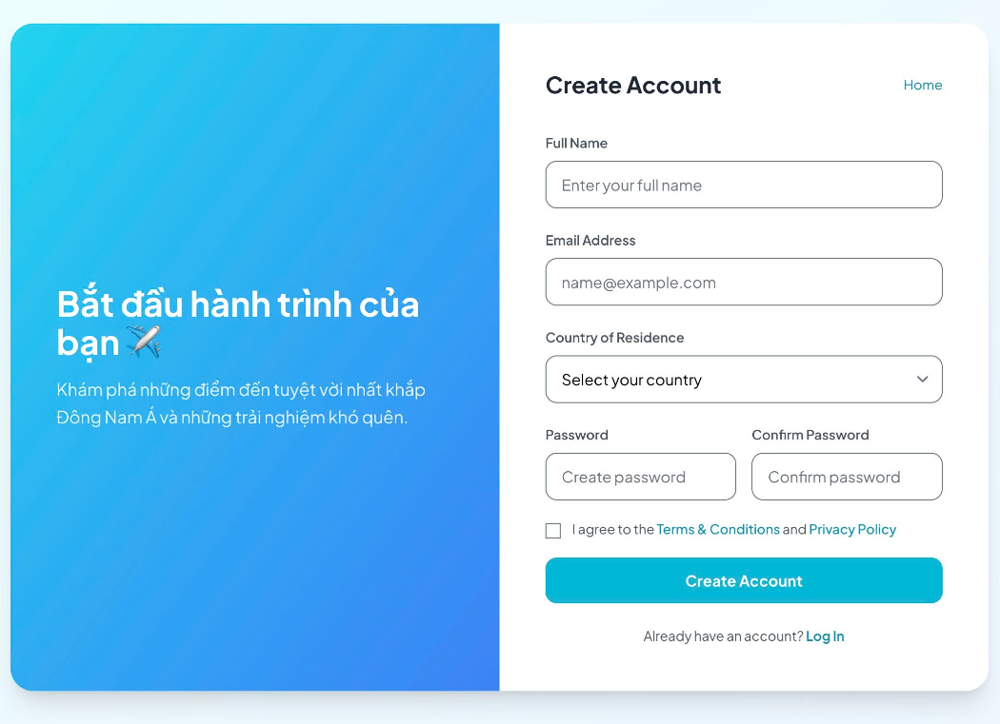 Bắt đầu hành trình của
bạn ✈️
Khám phá những điểm đến tuyệt vời nhất khắp
Đông Nam Á và những trải nghiệm khó quên.
Create Account
Home
Full Name
Enter your full name
Email Address
name@example.com
Country of Residence
Select your country
Password
Confirm Password
Create password
Confirm password
I agree to the Terms & Conditions and Privacy Policy
Create Account
Already have an account? Log In